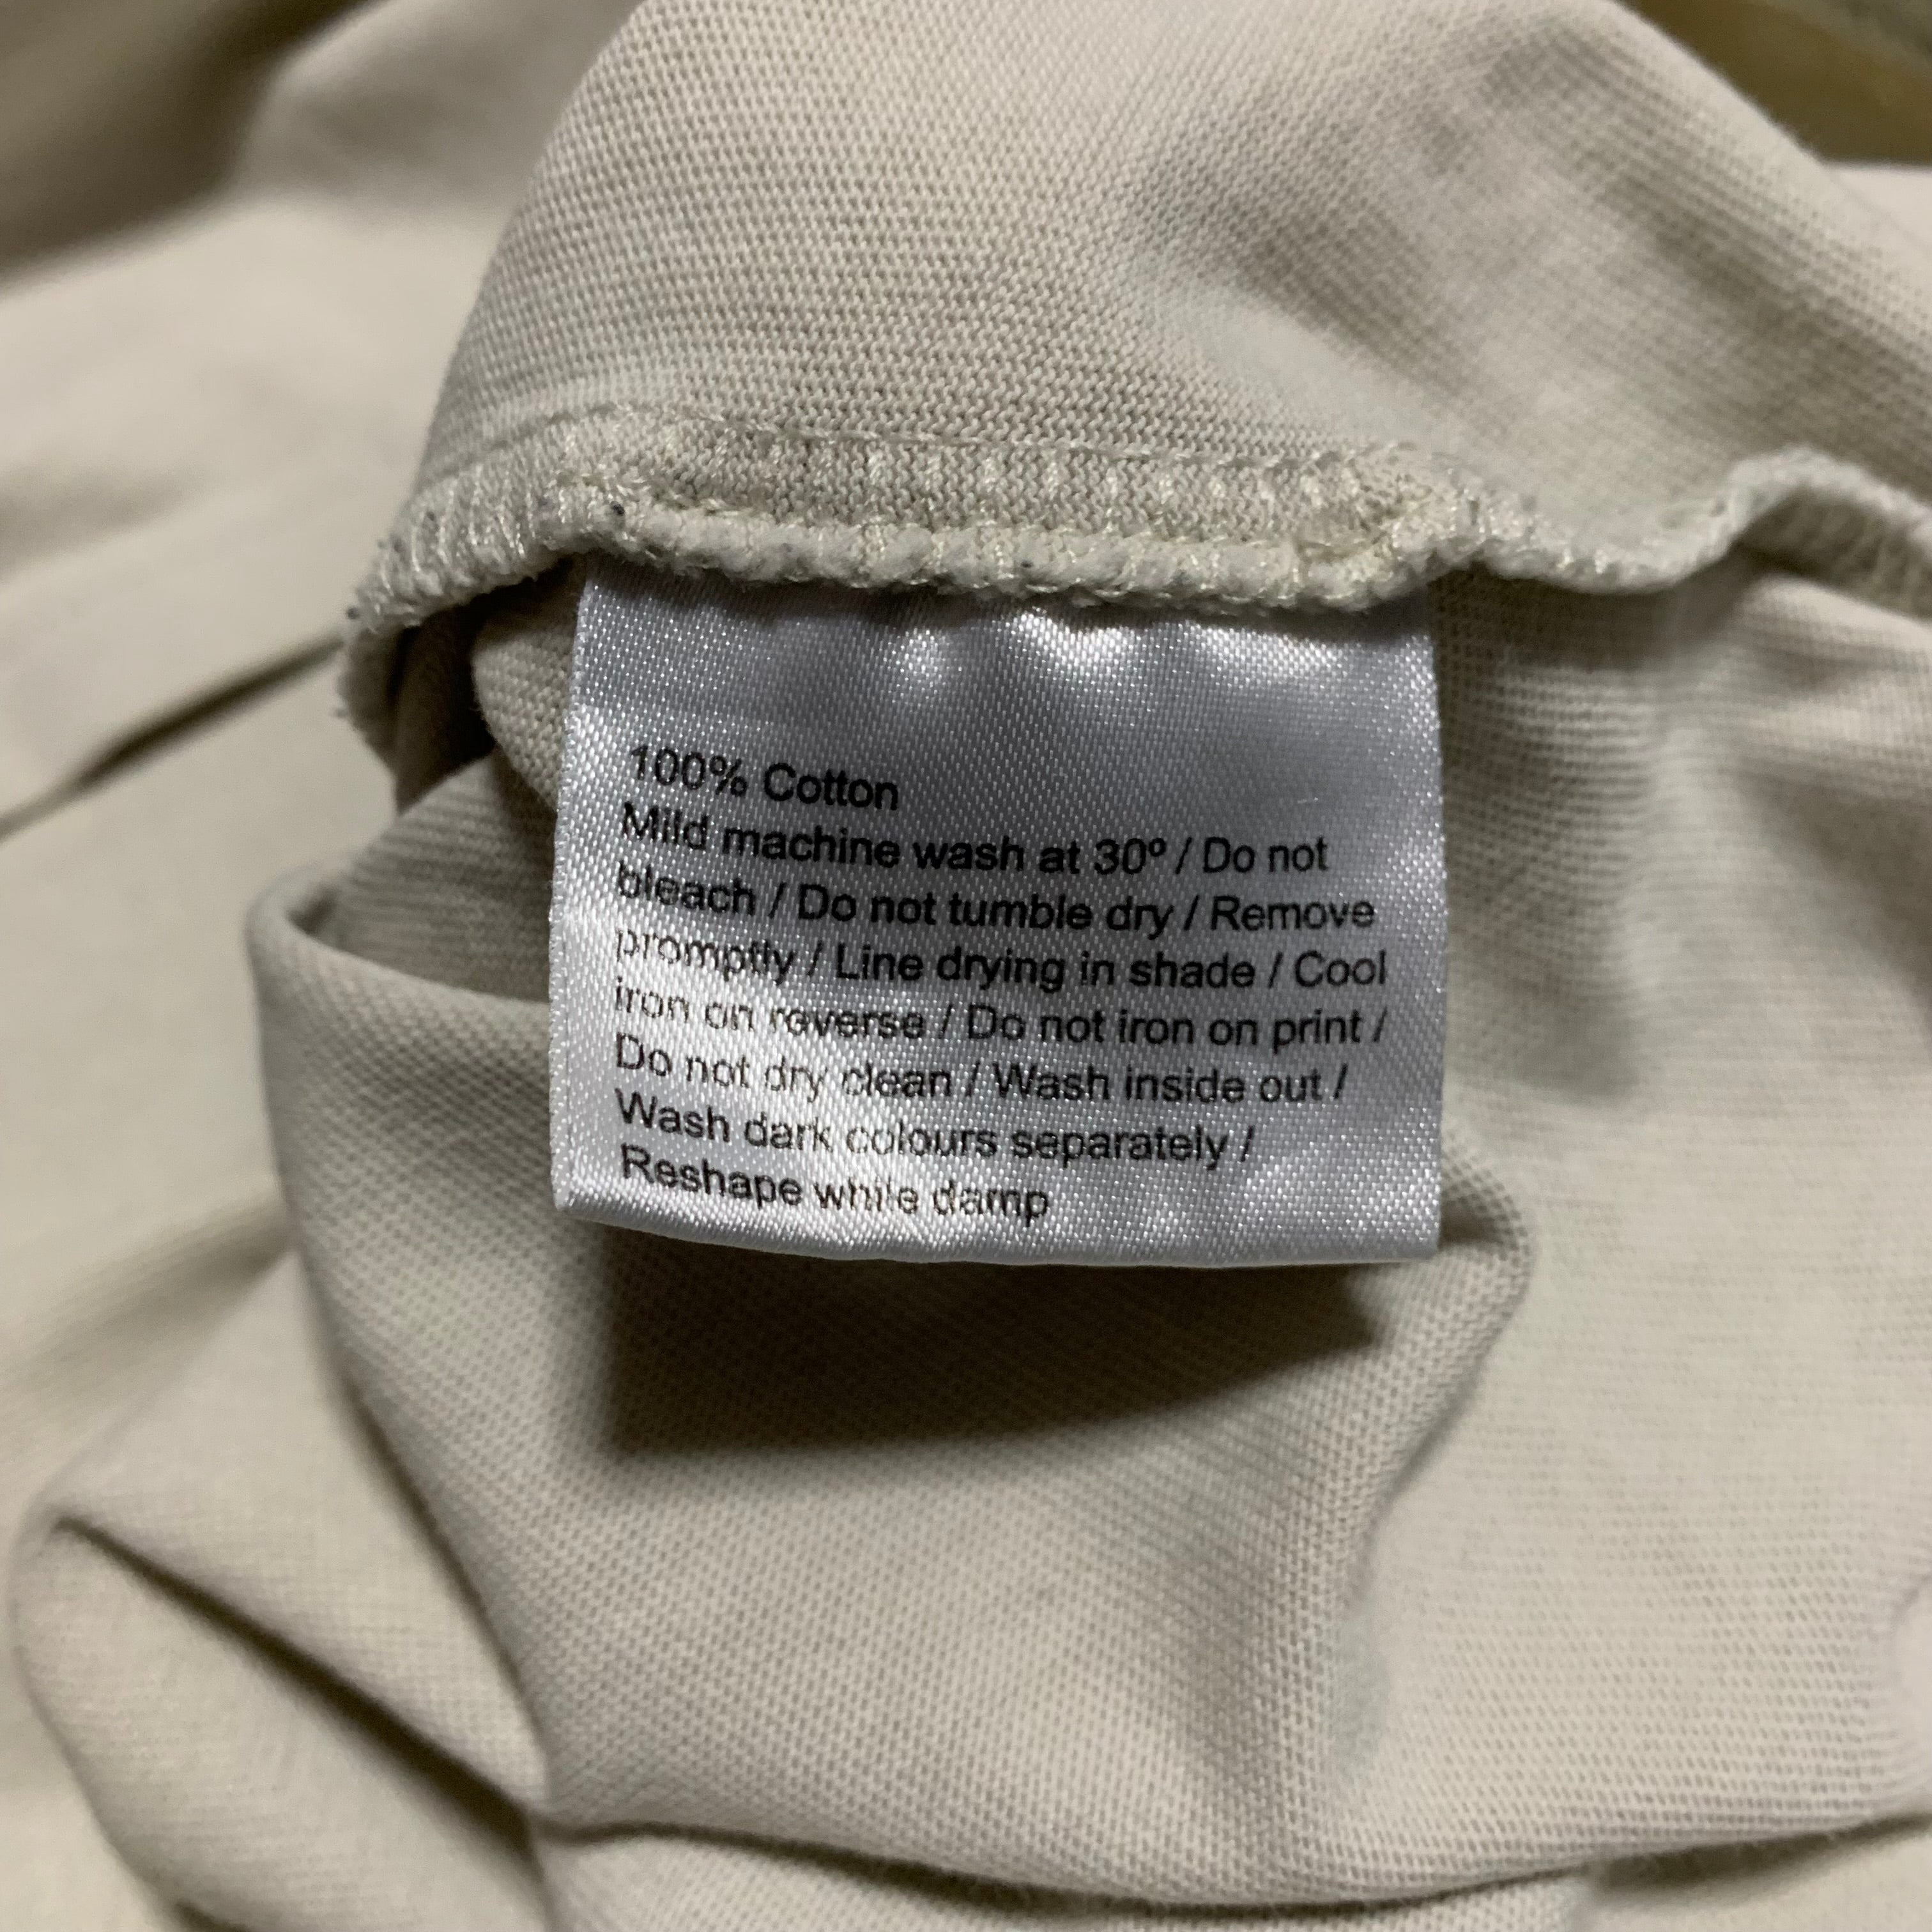 100% Cotton
Mild machine wash at 30º / Do not
bleach / Do not tumble dry / Remove
promptly / Line drying in shade / Cool
iron on reverse / Do not iron on print /
Do not dry clean / Wash inside out /
Wash dark colours separately /
Reshape while damp